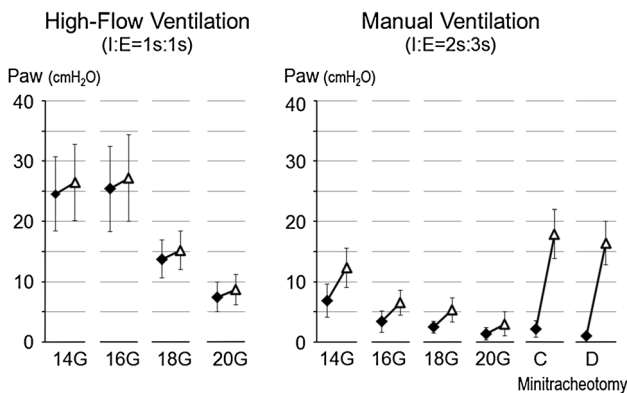 High-Flow Ventilation
(I:E=1s:1s)
Paw (cmH₂O)
40
30
20
10
0
14G 16G 18G 20G
Manual Ventilation
(I:E=2s:3s)
Paw (cmH₂O)
40
30
20
10
0
14G 16G 18G 20G C D
Minitracheotomy